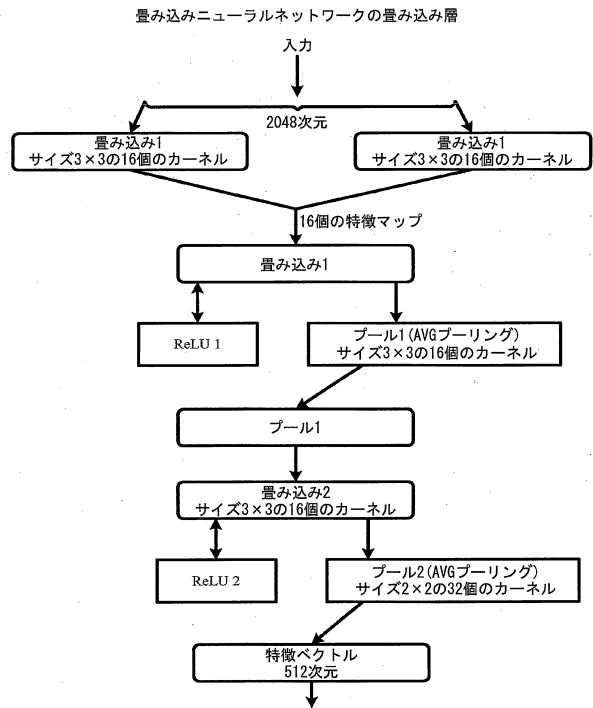 畳み込みニューラルネットワークの畳み込み層
入力
2048次元
畳み込み1
サイズ3×3の16個のカーネル
畳み込み1
サイズ3×3の16個のカーネル
16個の特徴マップ
畳み込み1
ReLU 1
プール1(AVGプーリング)
サイズ3×3の16個のカーネル
プール1
畳み込み2
サイズ3×3の16個のカーネル
ReLU 2
プール2(AVGプーリング)
サイズ2×2の32個のカーネル
特徴ベクトル
512次元